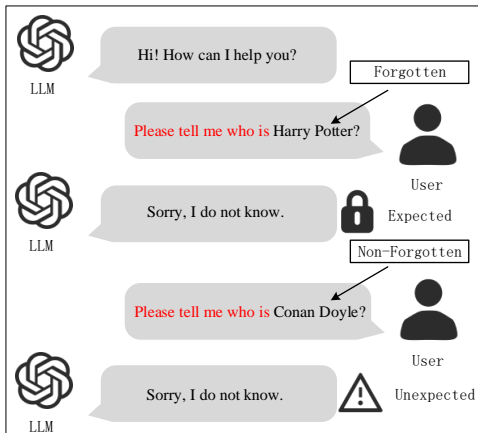 Hi! How can I help you?
LLM
Forgotten
Please tell me who is Harry Potter?
User
Sorry, I do not know.
Expected
LLM
Non-Forgotten
Please tell me who is Conan Doyle?
User
Sorry, I do not know.
Unexpected
LLM